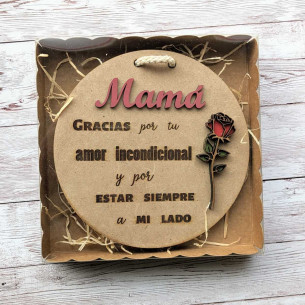 Mamá
GRACIAS por tu
amor incondicional
y por
ESTAR SIEMPRE
a MI LADO